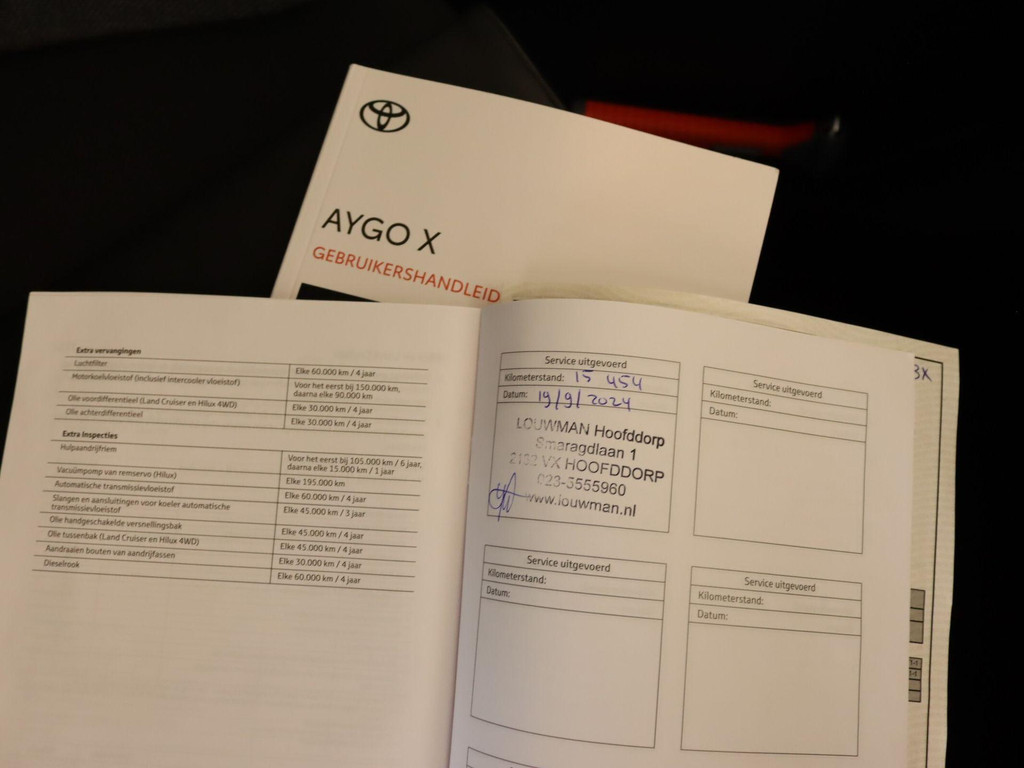 AYGO X
GEBRUIKERSHANDLEID
Extra vervangingen
Luchtfilter Elke 60.000 km / 4 jaar
Motorkoelvloeistof (inclusief intercooler vloeistof) Voor het eerst bij 150.000 km,
daarna elke 90.000 km
Olie voordifferentieel (Land Cruiser en Hilux 4WD) Elke 30.000 km / 4 jaar
Olie achterdifferentieel Elke 30.000 km / 4 jaar
Extra Inspecties
Hulpaandrijfriem Voor het eerst bij 105.000 km / 6 jaar,
daarna elke 15.000 km / 1 jaar
Vacuümpomp van remservo (Hilux) Elke 195.000 km
Automatische transmissievloeistof Elke 60.000 km / 4 jaar
Slangen en aansluitingen voor koeler automatische Elke 45.000 km / 3 jaar
transmissievloeistof
Olie handgeschakelde versnellingsbak Elke 45.000 km / 4 jaar
Olie tussenbak (Land Cruiser en Hilux 4WD) Elke 45.000 km / 4 jaar
Aandraaien bouten van aandrijfassen Elke 30.000 km / 4 jaar
Dieselrook Elke 60.000 km / 4 jaar
Service uitgevoerd
Kilometerstand: 15 454
Datum: 19/9/2024
LOUWMAN Hoofddorp
Smaragdlaan 1
2132 VX HOOFDDORP
023-5555960
www.louwman.nl
Service uitgevoerd
Kilometerstand:
Datum:
Service uitgevoerd
Kilometerstand:
Datum:
Service uitgevoerd
Kilometerstand:
Datum: